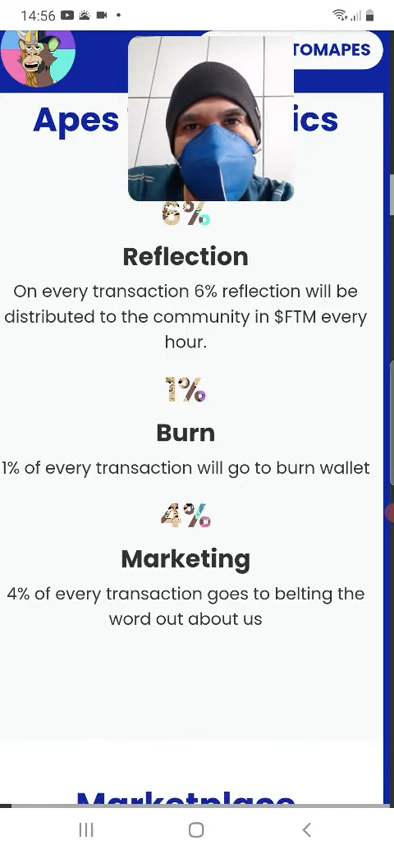 14:56
TOMAPES
Apes ics
6%
Reflection
On every transaction 6% reflection will be
distributed to the community in $FTM every
hour.
1%
Burn
1% of every transaction will go to burn wallet
4%
Marketing
4% of every transaction goes to belting the
word out about us
Marketplace